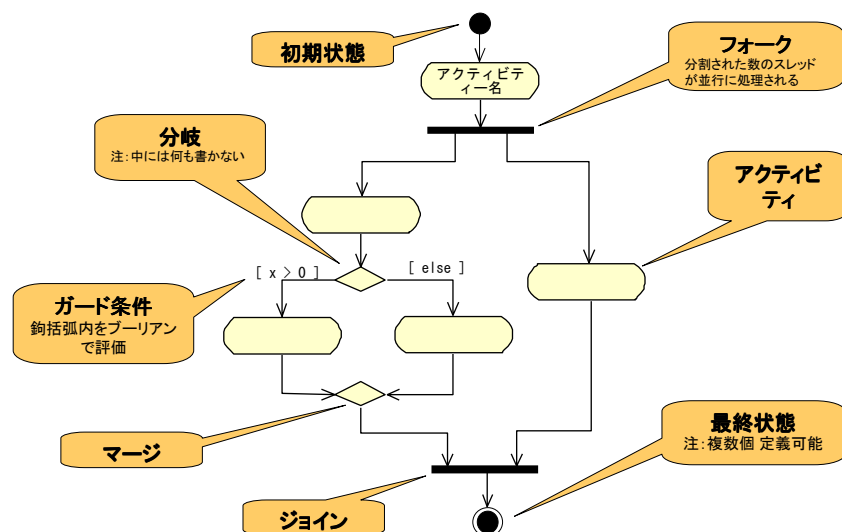 初期状態
フォーク
分割された数のスレッド
が並行に処理される
アクティビテ
ィー名
分岐
注：中には何も書かない
アクティビ
ティ
[ x > 0 ]
[ else ]
ガード条件
鉤括弧内をブーリアン
で評価
マージ
最終状態
注：複数個 定義可能
ジョイン